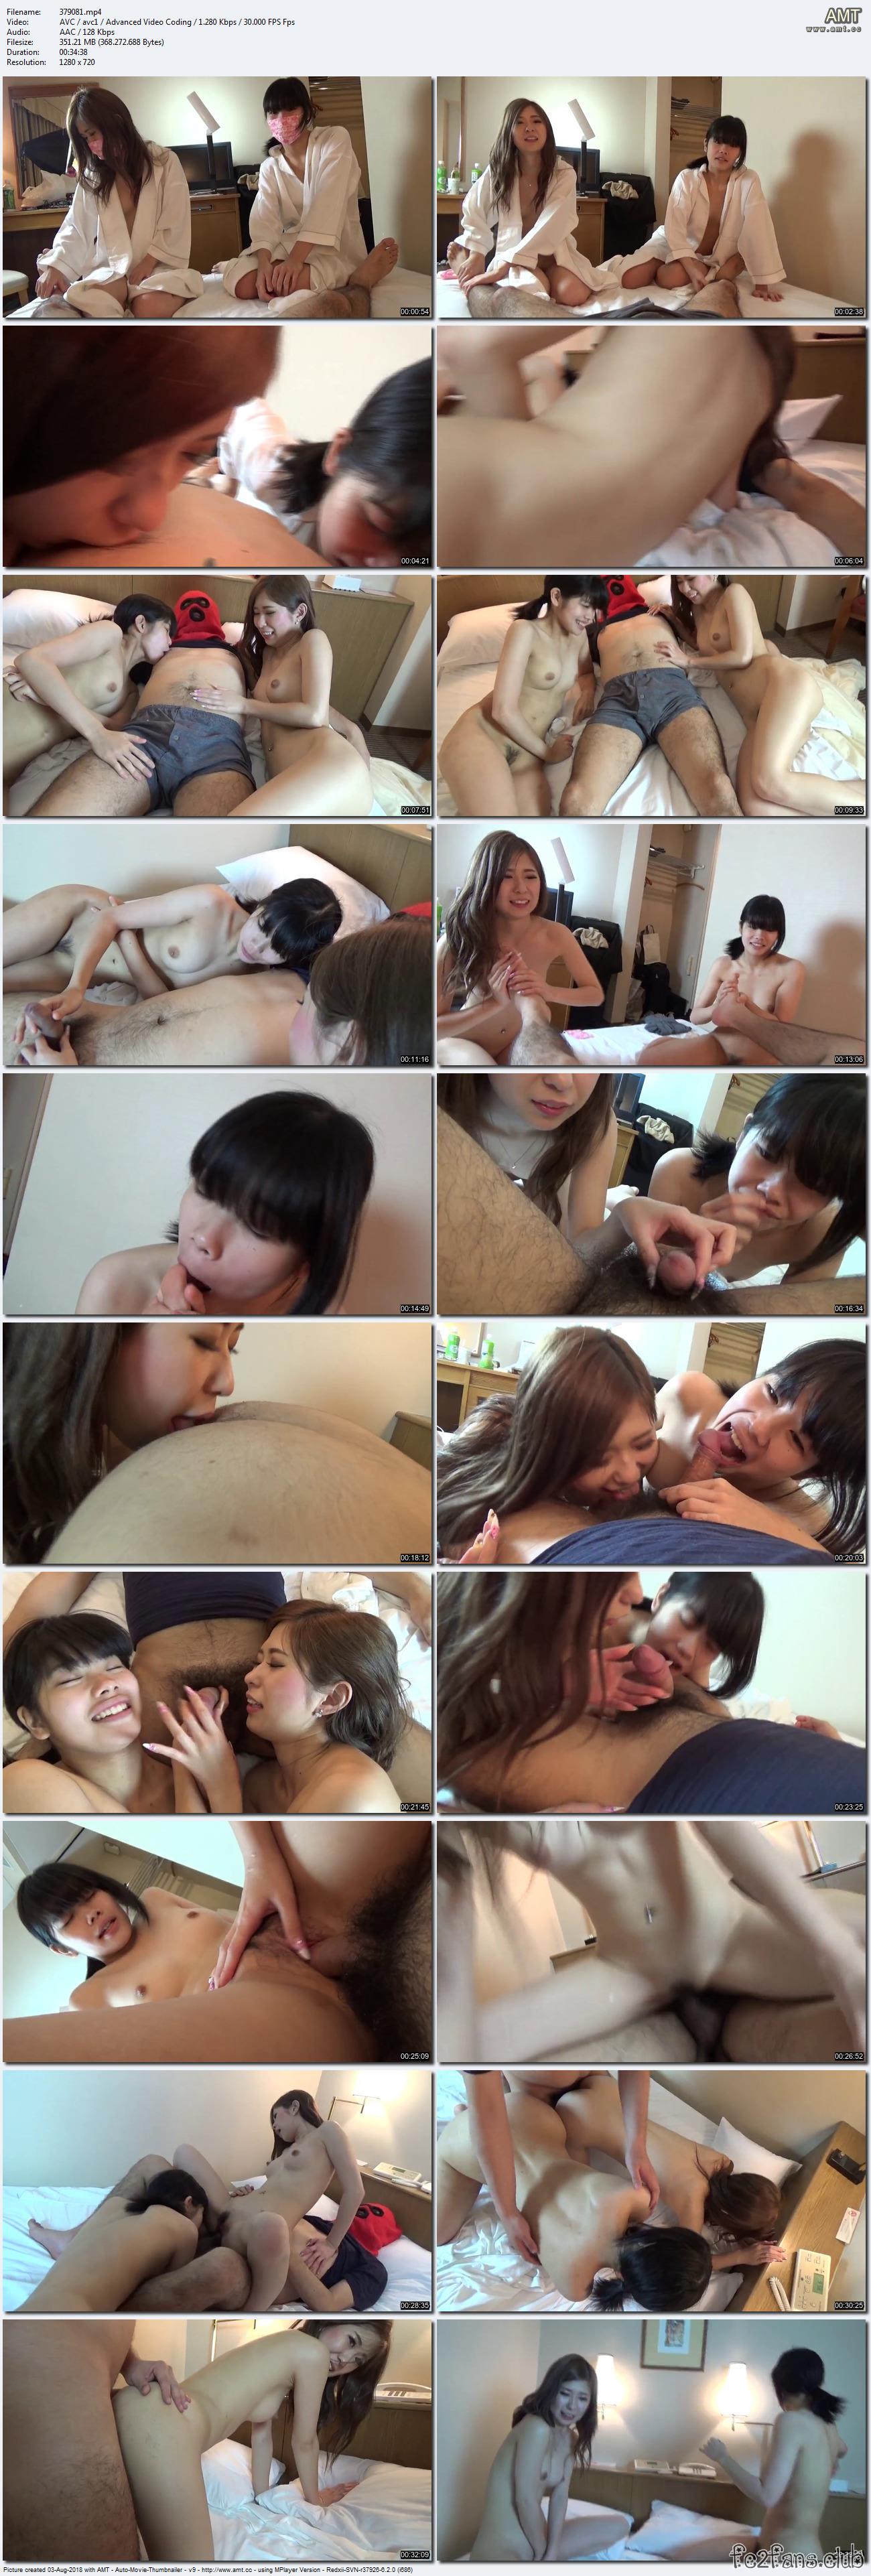 Filename: 379081.mp4
Video: AVC / avc1 / Advanced Video Coding / 1.280 Kbps / 30.000 FPS Fps
Audio: AAC / 128 Kbps
Filesize: 351.21 MB (368.272.688 Bytes)
Duration: 00:34:38
Resolution: 1280 x 720
AMT
www.amt.cc
00:00:54
00:02:38
00:04:21
00:06:04
00:07:51
00:09:33
00:11:16
00:13:06
00:14:49
00:16:34
00:18:12
00:20:03
00:21:45
00:23:25
00:25:09
00:26:52
00:28:35
00:30:25
00:32:09
fc2fans.club
Picture created 03-Aug-2018 with AMT - Auto-Movie-Thumbnailer - v9 - http://www.amt.cc - using MPlayer Version - Redxii-SVN-r37926-6.2.0 (i686)